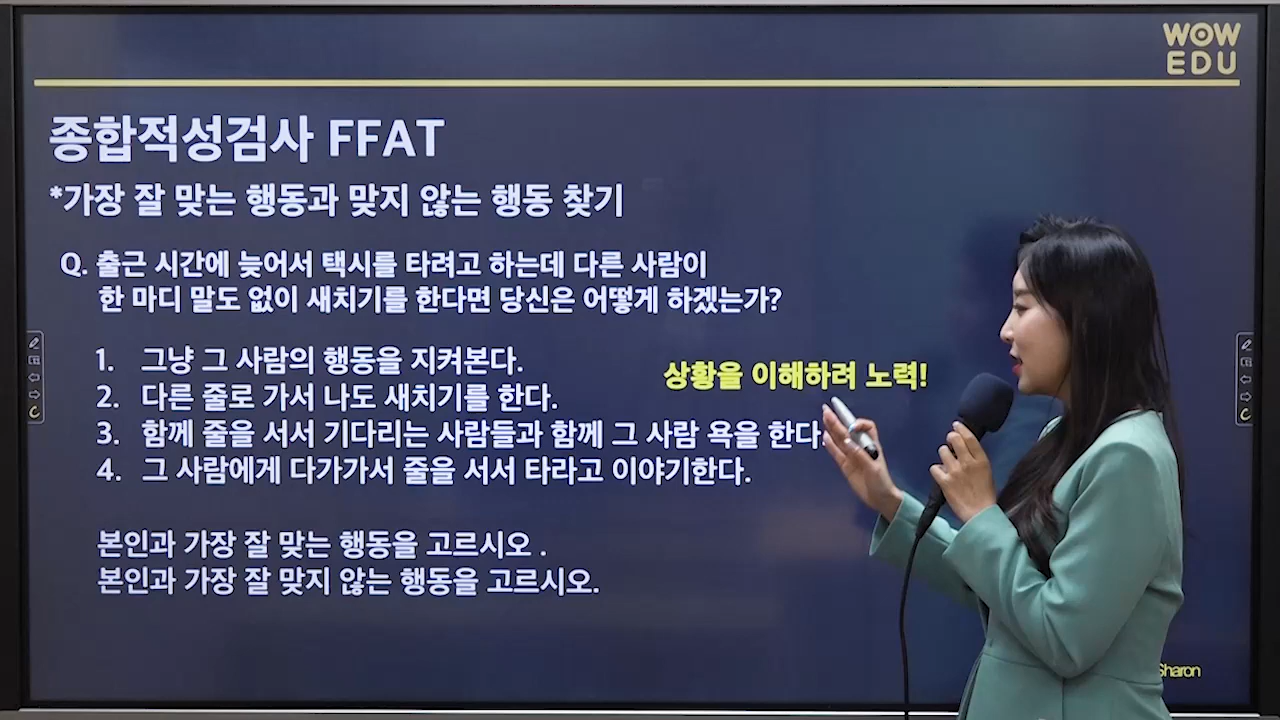 WOW
EDU
종합적성검사 FFAT
*가장 잘 맞는 행동과 맞지 않는 행동 찾기
Q. 출근 시간에 늦어서 택시를 타려고 하는데 다른 사람이
한 마디 말도 없이 새치기를 한다면 당신은 어떻게 하겠는가?
1. 그냥 그 사람의 행동을 지켜본다.
상황을 이해하려 노력!
2. 다른 줄로 가서 나도 새치기를 한다.
3. 함께 줄을 서서 기다리는 사람들과 함께 그 사람 욕을 한다.
4. 그 사람에게 다가가서 줄을 서서 타라고 이야기한다.
본인과 가장 잘 맞는 행동을 고르시오 .
본인과 가장 잘 맞지 않는 행동을 고르시오.
Sharon